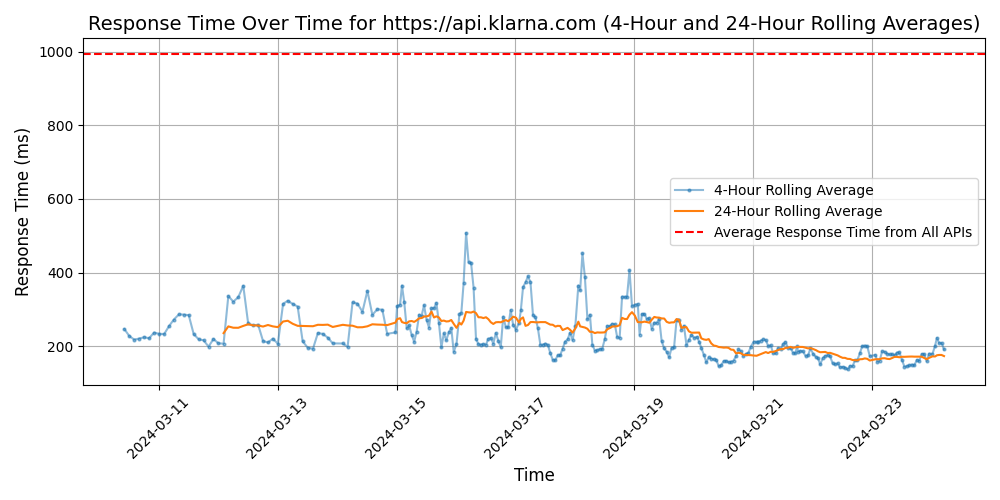 Response Time Over Time for https://api.klarna.com (4-Hour and 24-Hour Rolling Averages)
Response Time (ms)
1000
800
600
400
200
4-Hour Rolling Average
24-Hour Rolling Average
Average Response Time from All APIs
2024-03-11
2024-03-13
2024-03-15
2024-03-17
2024-03-19
2024-03-21
2024-03-23
Time